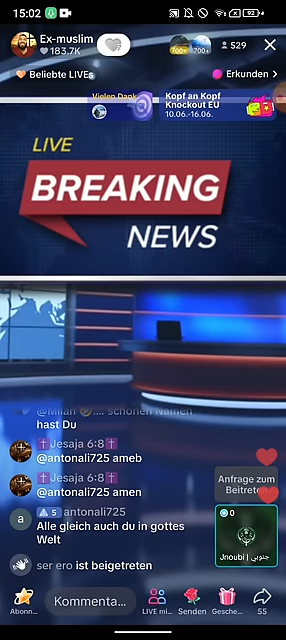 15:02
92
Ex-muslim
183.7K
700+
700+
529
Beliebte LIVEs
Erkunden >
Vielen Dank
Kopf an Kopf
Knockout EU
10.06.-16.06.
LIVE
BREAKING
NEWS
@Milan .... schönen Namen
hast Du
Jesaja 6:8
@antonali725 ameb
Jesaja 6:8
@antonali725 amen
a
5 antonali725
Alle gleich auch du in gottes
Welt
ser ero ist beigetreten
Anfrage zum
Beitreten
0
Jnoubi | جنوبي
Kommenta...
Abonn...
LIVE mi...
Senden
Gesche...
55